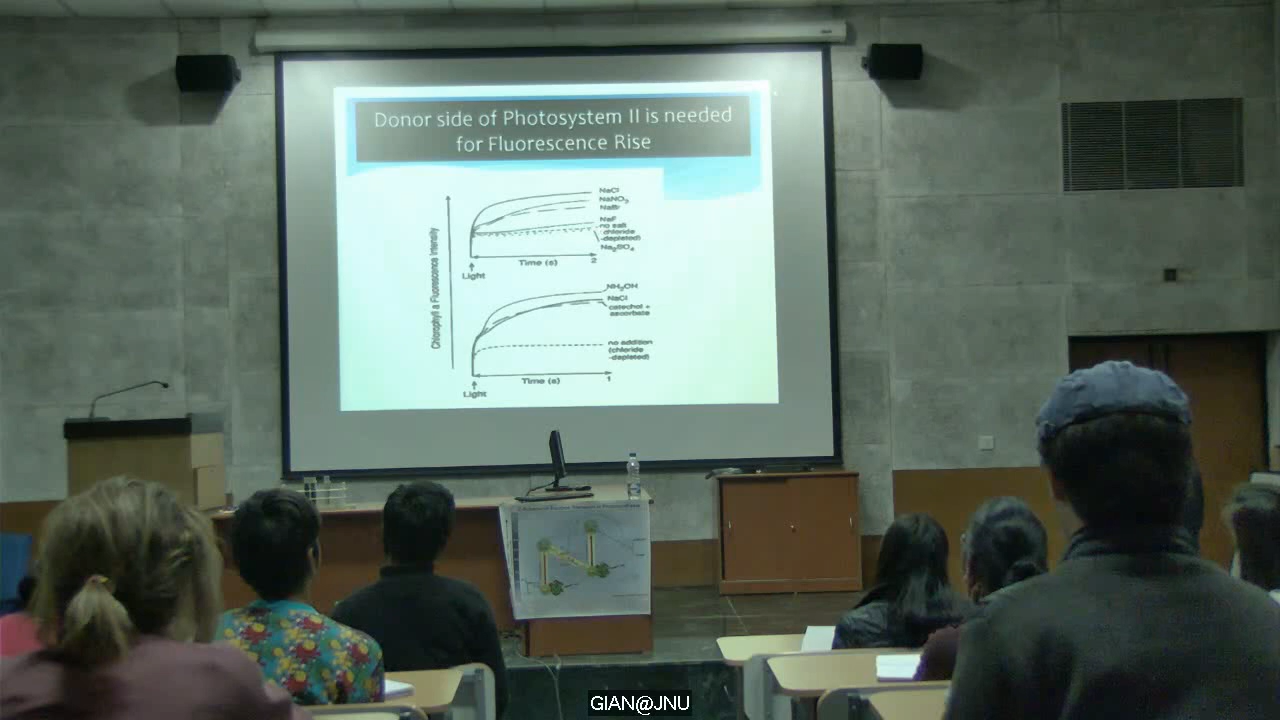 Donor side of Photosystem II is needed
for Fluorescence Rise
NaCl
NaNO3
NaBr
NaF
no salt
(chloride
-depleted)
Na2SO4
Time (s)
2
Light
Chlorophyll a Fluorescence Intensity
NH2OH
NaCl
catechol +
ascorbate
no addition
(chloride
-depleted)
Time (s)
1
Light
GIAN@JNU